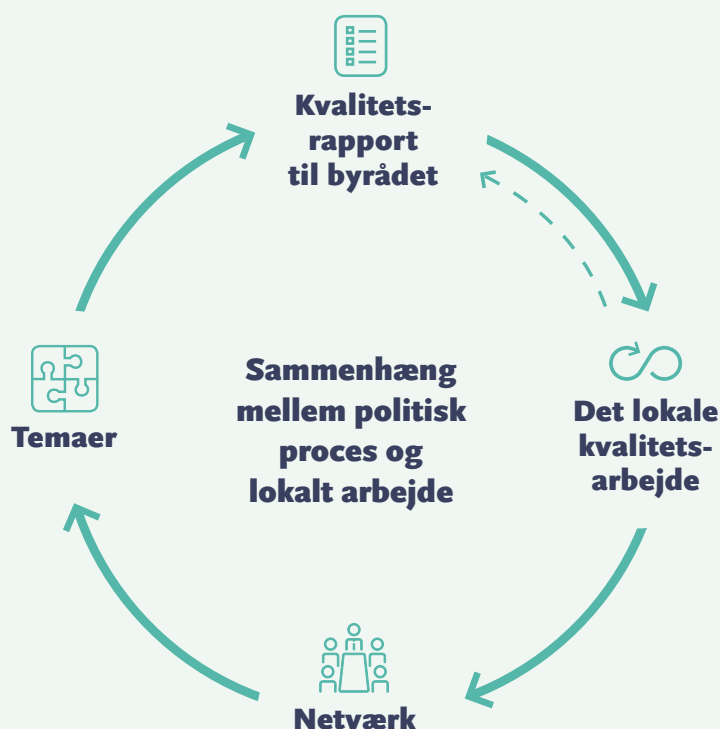 Kvalitets-
rapport
til byrådet
Sammenhæng
mellem politisk
proces og
lokalt arbejde
Det lokale
kvalitets-
arbejde
Temaer
Netværk